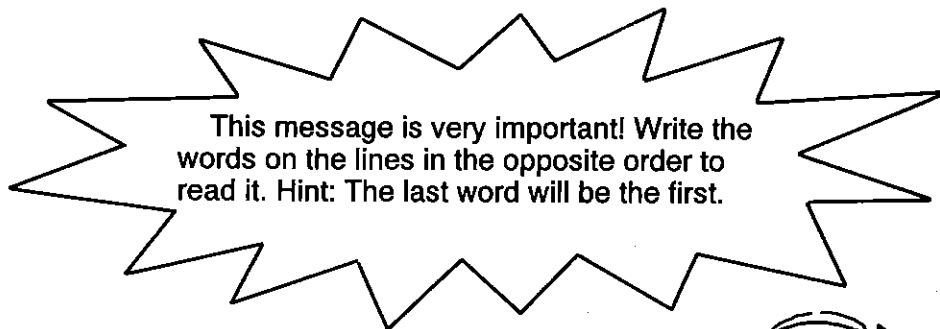 This message is very important! Write the
words on the lines in the opposite order to
read it. Hint: The last word will be the first.